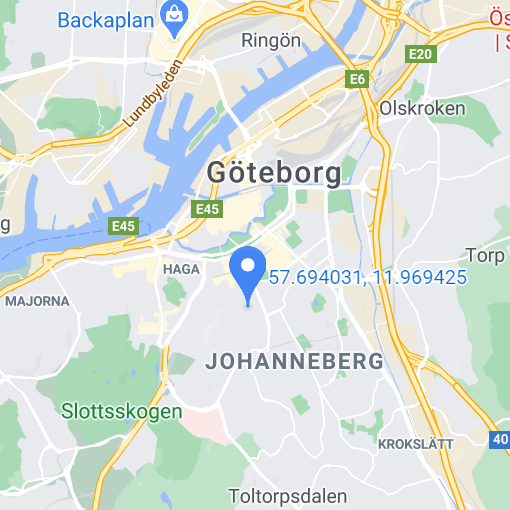 Backaplan
Ringön
Ös
| S
E20
Lundbyleden
E6
Olskroken
Göteborg
E45
E45
g
HAGA
Torp
57.694031, 11.969425
MAJORNA
JOHANNEBERG
Slottsskogen
KROKSLÄTT
40
Toltorpsdalen